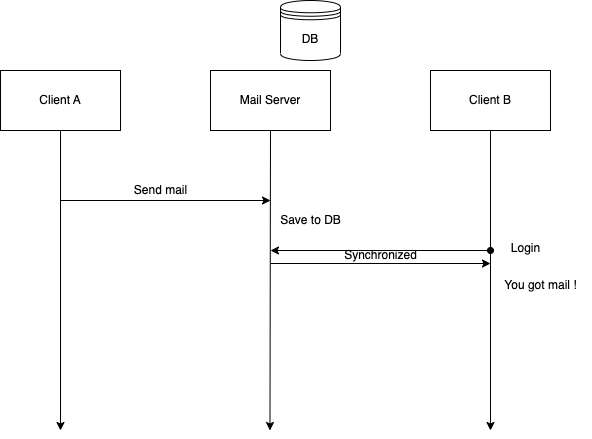 DB
Client A
Mail Server
Client B
Send mail
Save to DB
Login
Synchronized
You got mail !